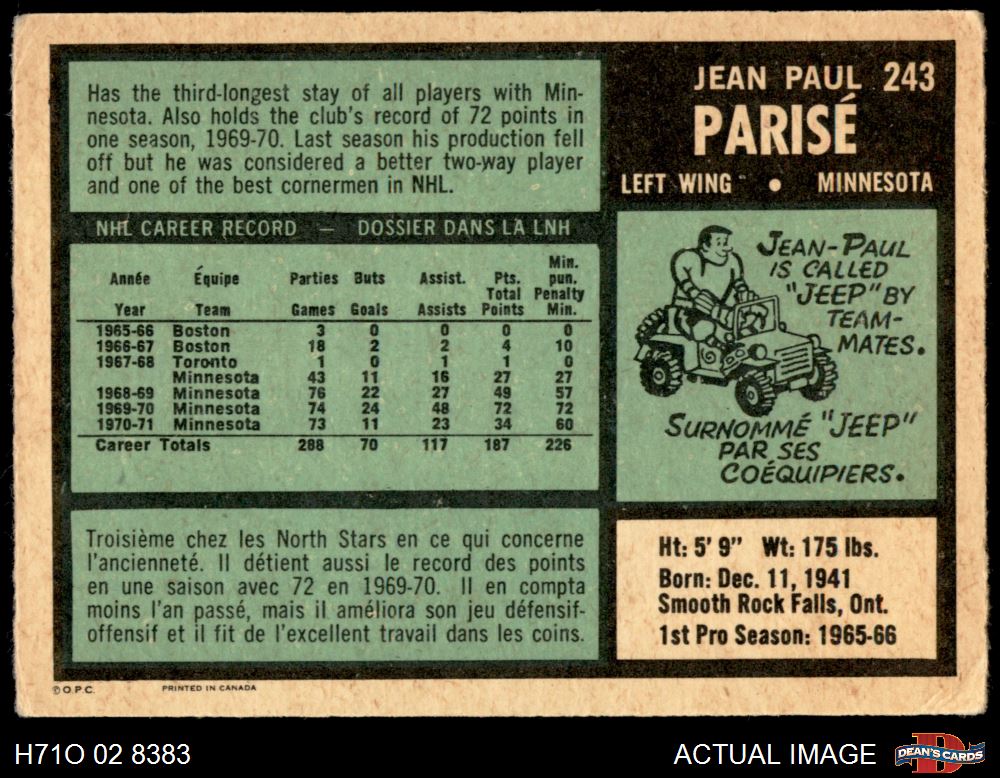 Has the third-longest stay of all players with Min-
nesota. Also holds the club's record of 72 points in
one season, 1969-70. Last season his production fell
off but he was considered a better two-way player
and one of the best cornermen in NHL.
JEAN PAUL 243
PARISÉ
LEFT WING • MINNESOTA
NHL CAREER RECORD — DOSSIER DANS LA LNH
Année Équipe Parties Buts Assist. Pts. Total Min. pun. Penalty
Year Team Games Goals Assists Points Min.
1965-66 Boston 3 0 0 0 0
1966-67 Boston 18 2 2 4 10
1967-68 Toronto 1 0 1 1 0
Minnesota 43 11 16 27 27
1968-69 Minnesota 76 22 27 49 57
1969-70 Minnesota 74 24 48 72 72
1970-71 Minnesota 73 11 23 34 60
Career Totals 288 70 117 187 226
JEAN-PAUL
IS CALLED
"JEEP" BY
TEAM-
MATES.
SURNOMMÉ "JEEP"
PAR SES
COÉQUIPIERS.
Troisième chez les North Stars en ce qui concerne
l'ancienneté. Il détient aussi le record des points
en une saison avec 72 en 1969-70. Il en compta
moins l'an passé, mais il améliora son jeu défensif-
offensif et il fit de l'excellent travail dans les coins.
Ht: 5' 9" Wt: 175 lbs.
Born: Dec. 11, 1941
Smooth Rock Falls, Ont.
1st Pro Season: 1965-66
©O.P.C. PRINTED IN CANADA
H71O 02 8383 ACTUAL IMAGE DEAN'S CARDS